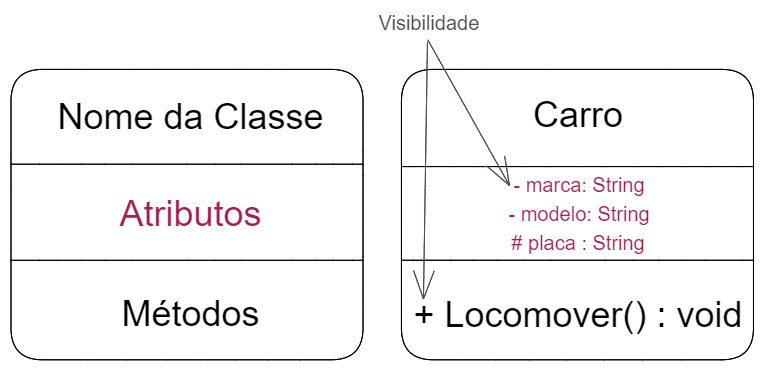 Visibilidade
Nome da Classe
Atributos
Métodos
Carro
- marca: String
- modelo: String
# placa : String
+ Locomover() : void